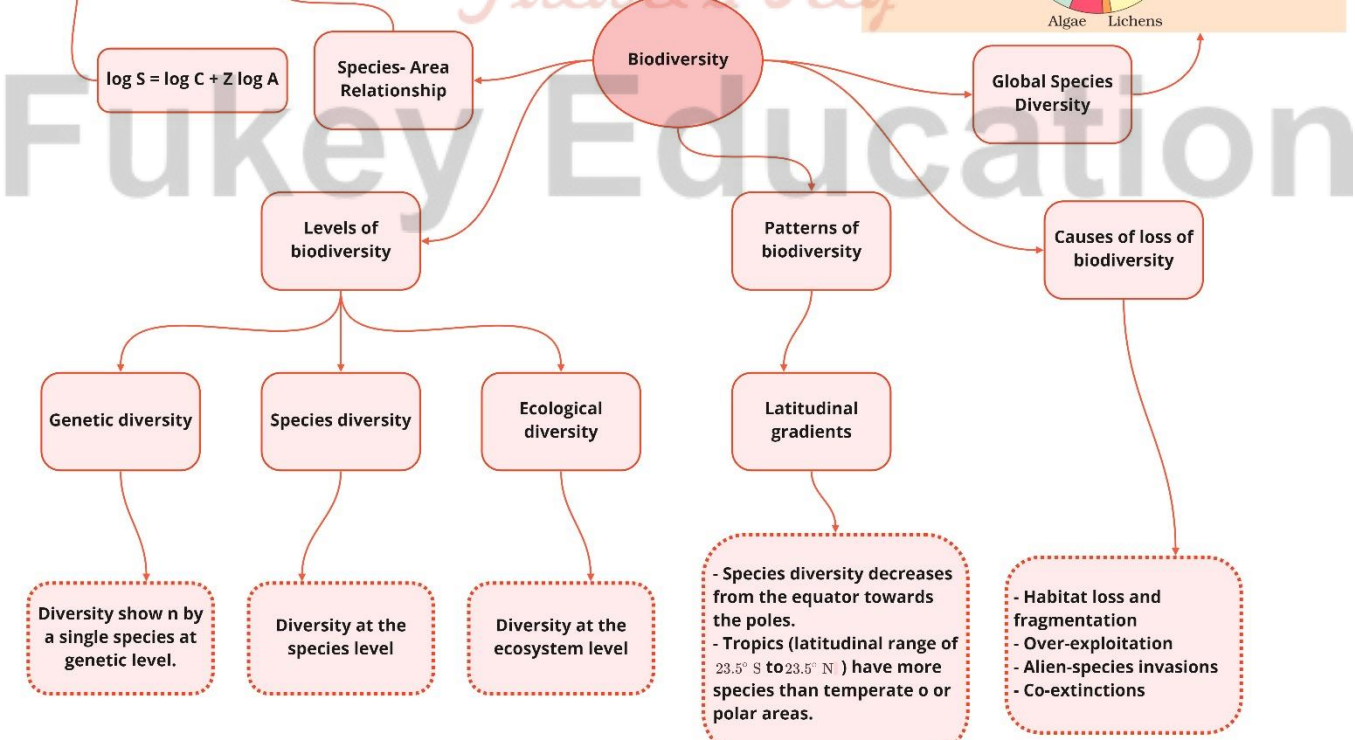 Algae Lichens
Biodiversity
log S = log C + Z log A
Species- Area
Relationship
Global Species
Diversity
Fukey Education
Levels of
biodiversity
Patterns of
biodiversity
Causes of loss of
biodiversity
Genetic diversity
Species diversity
Ecological
diversity
Latitudinal
gradients
Diversity show n by
a single species at
genetic level.
Diversity at the
species level
Diversity at the
ecosystem level
- Species diversity decreases
from the equator towards
the poles.
- Tropics (latitudinal range of
23.5° S to 23.5° N ) have more
species than temperate o or
polar areas.
- Habitat loss and
fragmentation
- Over-exploitation
- Alien-species invasions
- Co-extinctions